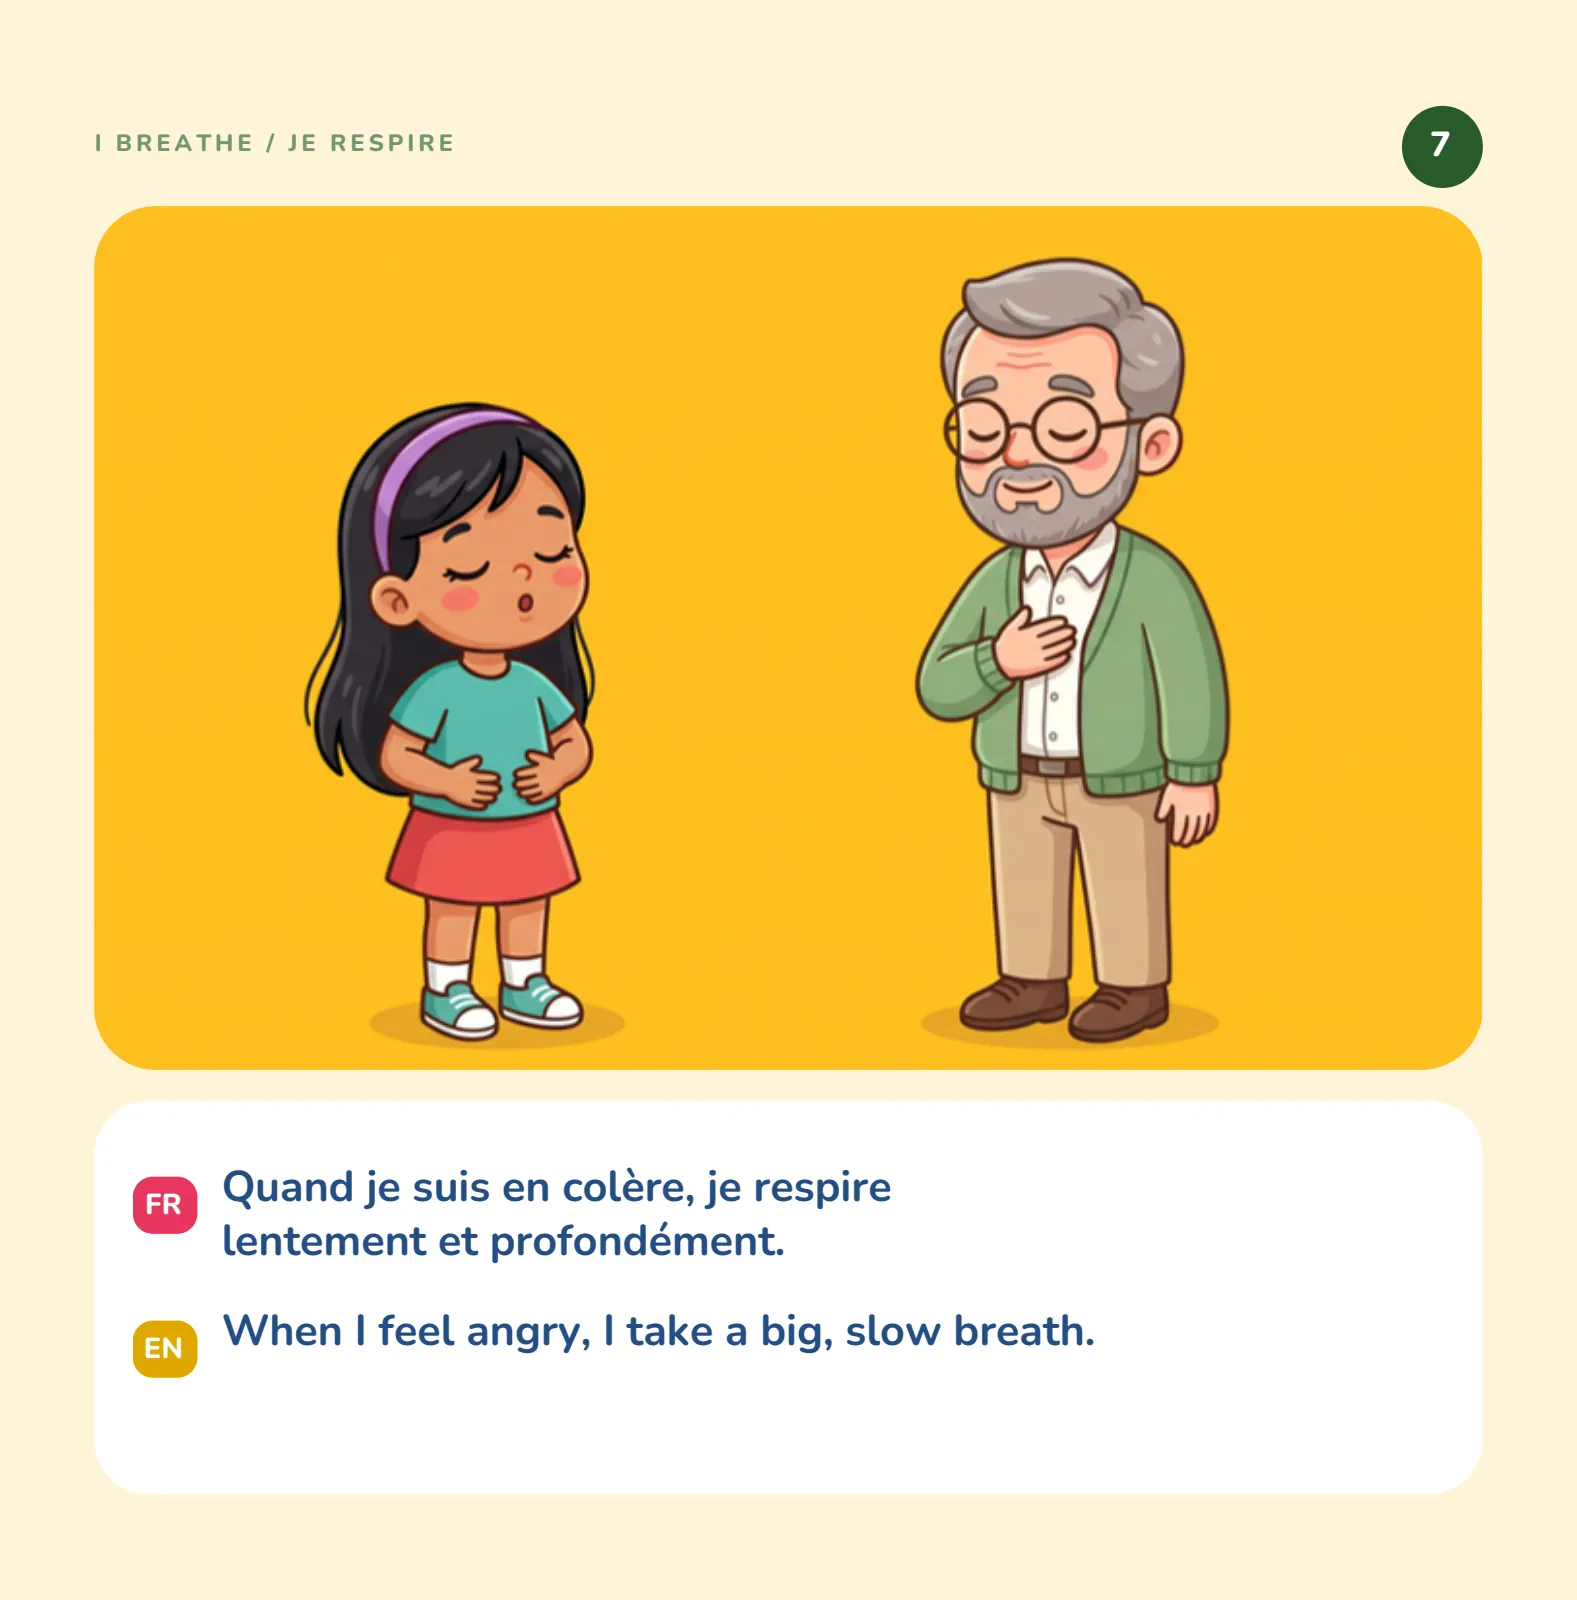 I BREATHE / JE RESPIRE
7
FR
Quand je suis en colère, je respire
lentement et profondément.
EN
When I feel angry, I take a big, slow breath.